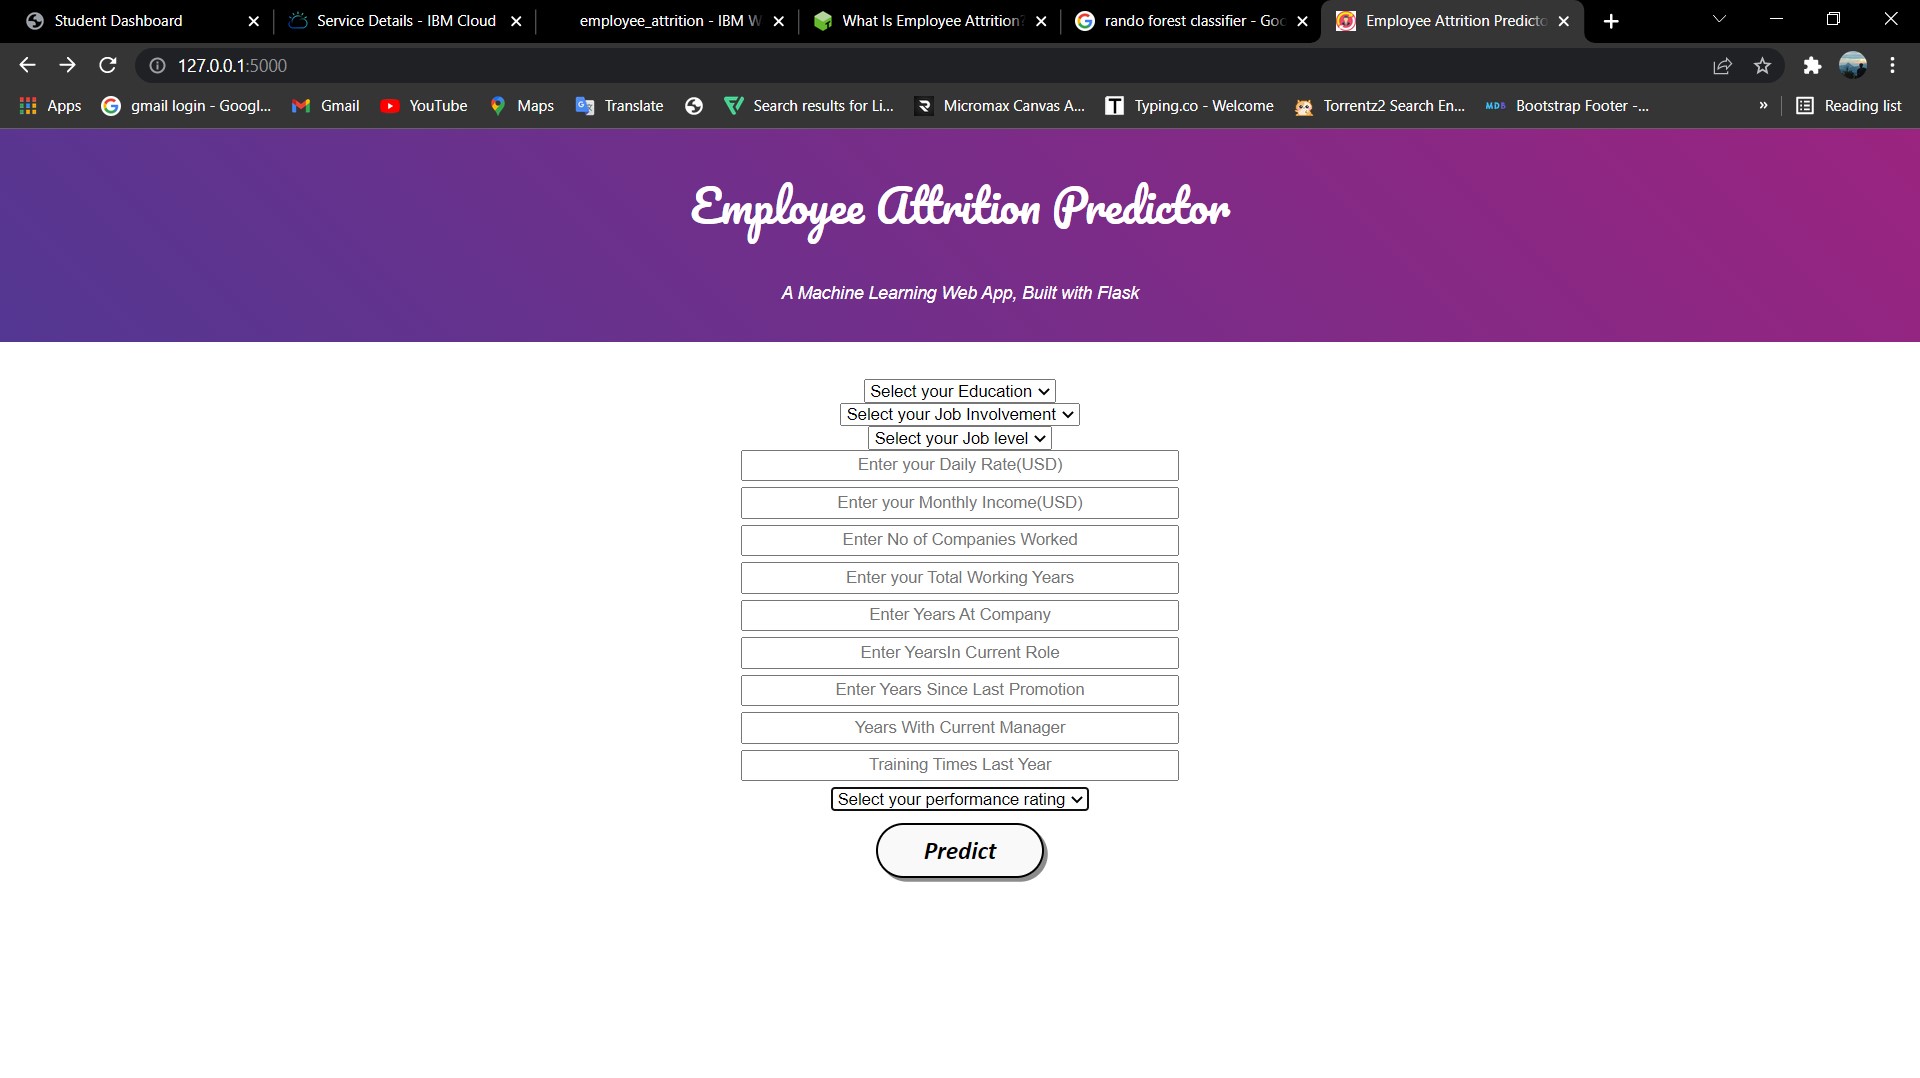 Student Dashboard
Service Details - IBM Cloud
employee_attrition - IBM W
What Is Employee Attrition?
rando forest classifier - Goo
Employee Attrition Predicto
127.0.0.1:5000
Apps
gmail login - Googl...
Gmail
YouTube
Maps
Translate
Search results for Li...
Micromax Canvas A...
Typing.co - Welcome
Torrentz2 Search En...
MDB
Bootstrap Footer -...
»
Reading list
Employee Attrition Predictor
A Machine Learning Web App, Built with Flask
Select your Education
Select your Job Involvement
Select your Job level
Enter your Daily Rate(USD)
Enter your Monthly Income(USD)
Enter No of Companies Worked
Enter your Total Working Years
Enter Years At Company
Enter YearsIn Current Role
Enter Years Since Last Promotion
Years With Current Manager
Training Times Last Year
Select your performance rating
Predict